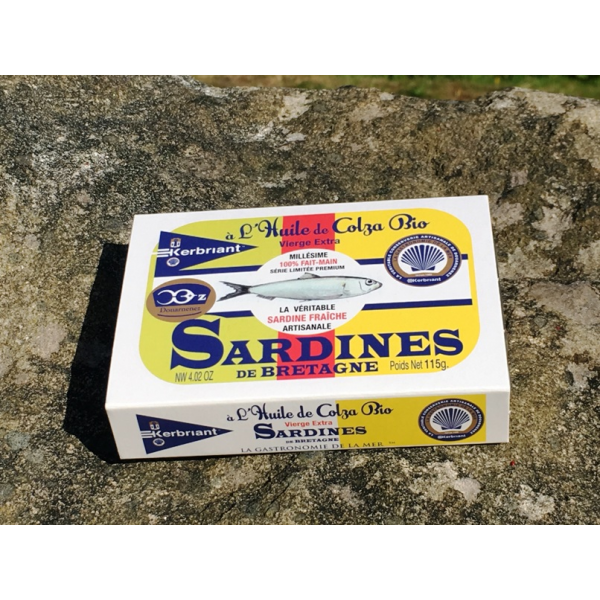 à L'Huile de Colza Bio
Vierge Extra
Kerbriant
MILLÉSIME
100% FAIT-MAIN
SÉRIE LIMITÉE PREMIUM
Douarnenez
LA VÉRITABLE
SARDINE FRAÎCHE
ARTISANALE
SARDINES
DE BRETAGNE
NW 4.02 OZ
Poids Net 115g.
Kerbriant
Kerbriant
à L'Huile de Colza Bio
Vierge Extra
SARDINES
DE BRETAGNE
LA GASTRONOMIE DE LA MER
Kerbriant